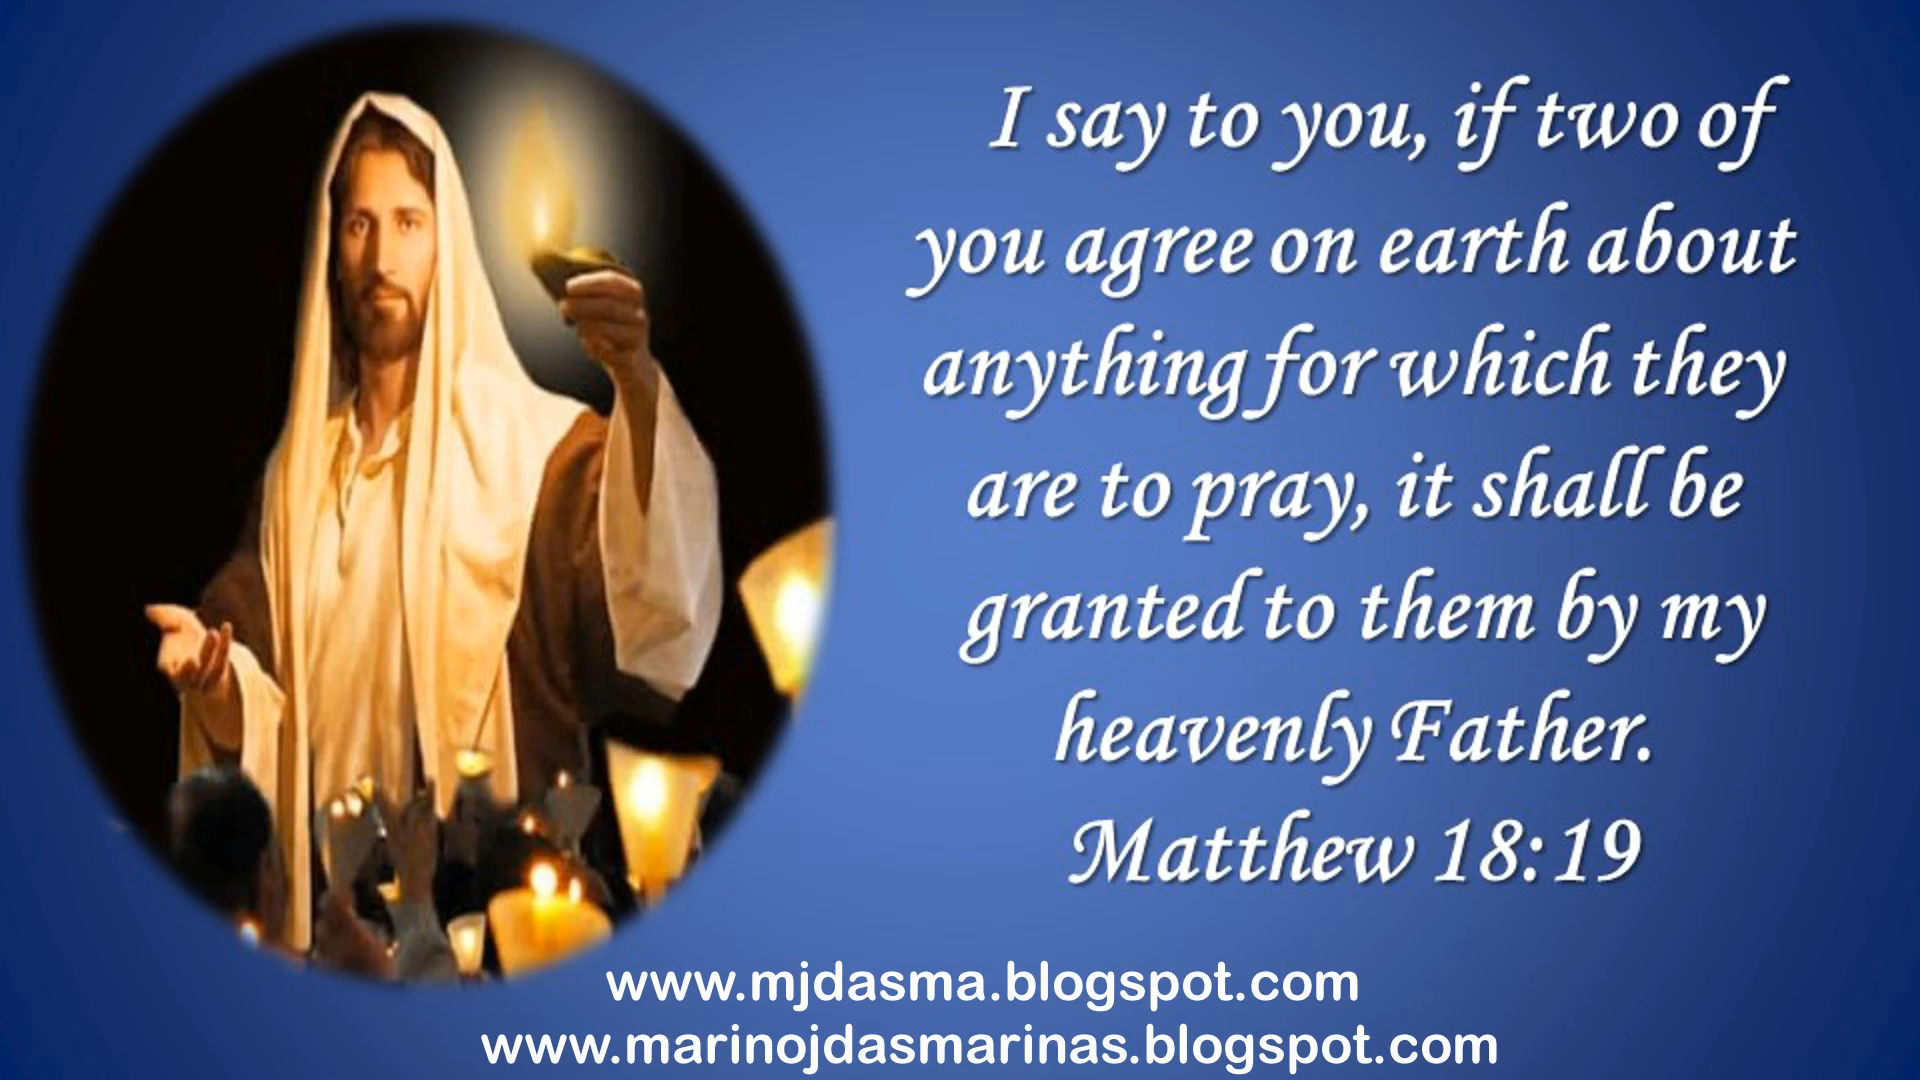 I say to you, if two of
you agree on earth about
anything for which they
are to pray, it shall be
granted to them by my
heavenly Father.
Matthew 18:19
www.mjdasma.blogspot.com
www.marinojdasmarinas.blogspot.com